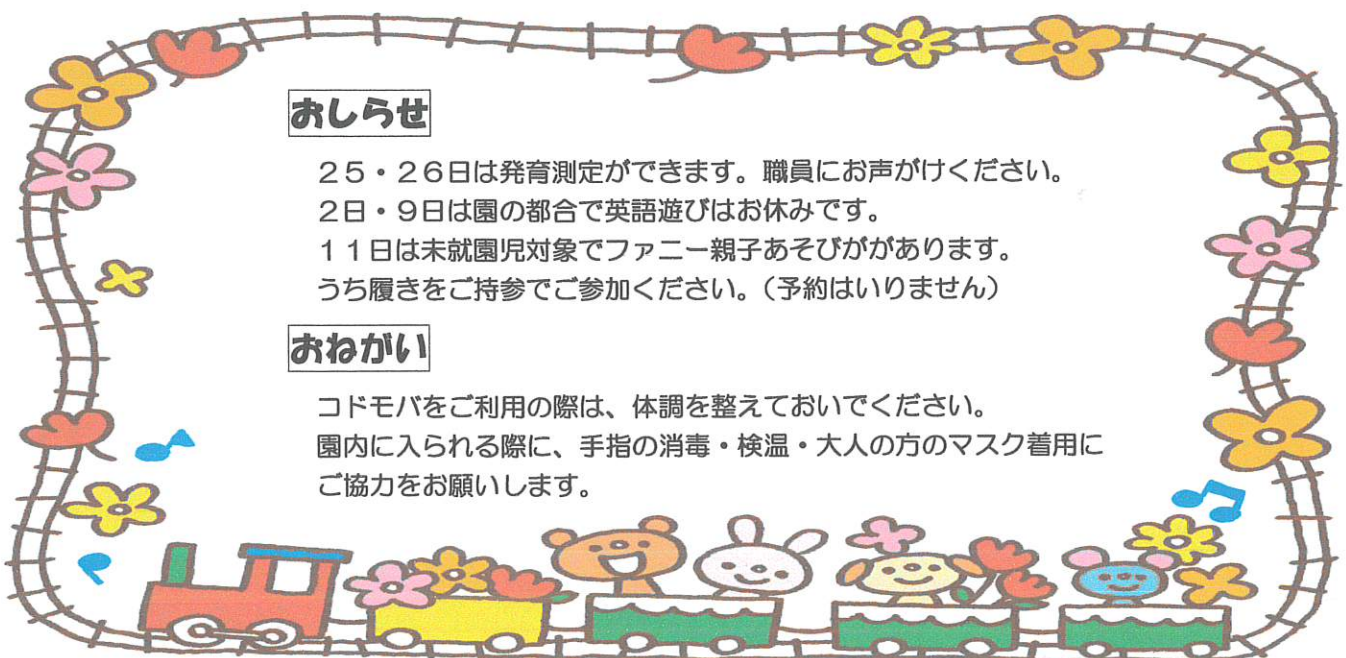 おしらせ
２５・２６日は発育測定ができます。職員にお声がけください。
２日・９日は園の都合で英語遊びはお休みです。
１１日は未就園児対象でファニー親子あそびががあります。
うち履きをご持参でご参加ください。（予約はいりません）
おねがい
コドモバをご利用の際は、体調を整えておいでください。
園内に入られる際に、手指の消毒・検温・大人の方のマスク着用に
ご協力をお願いします。